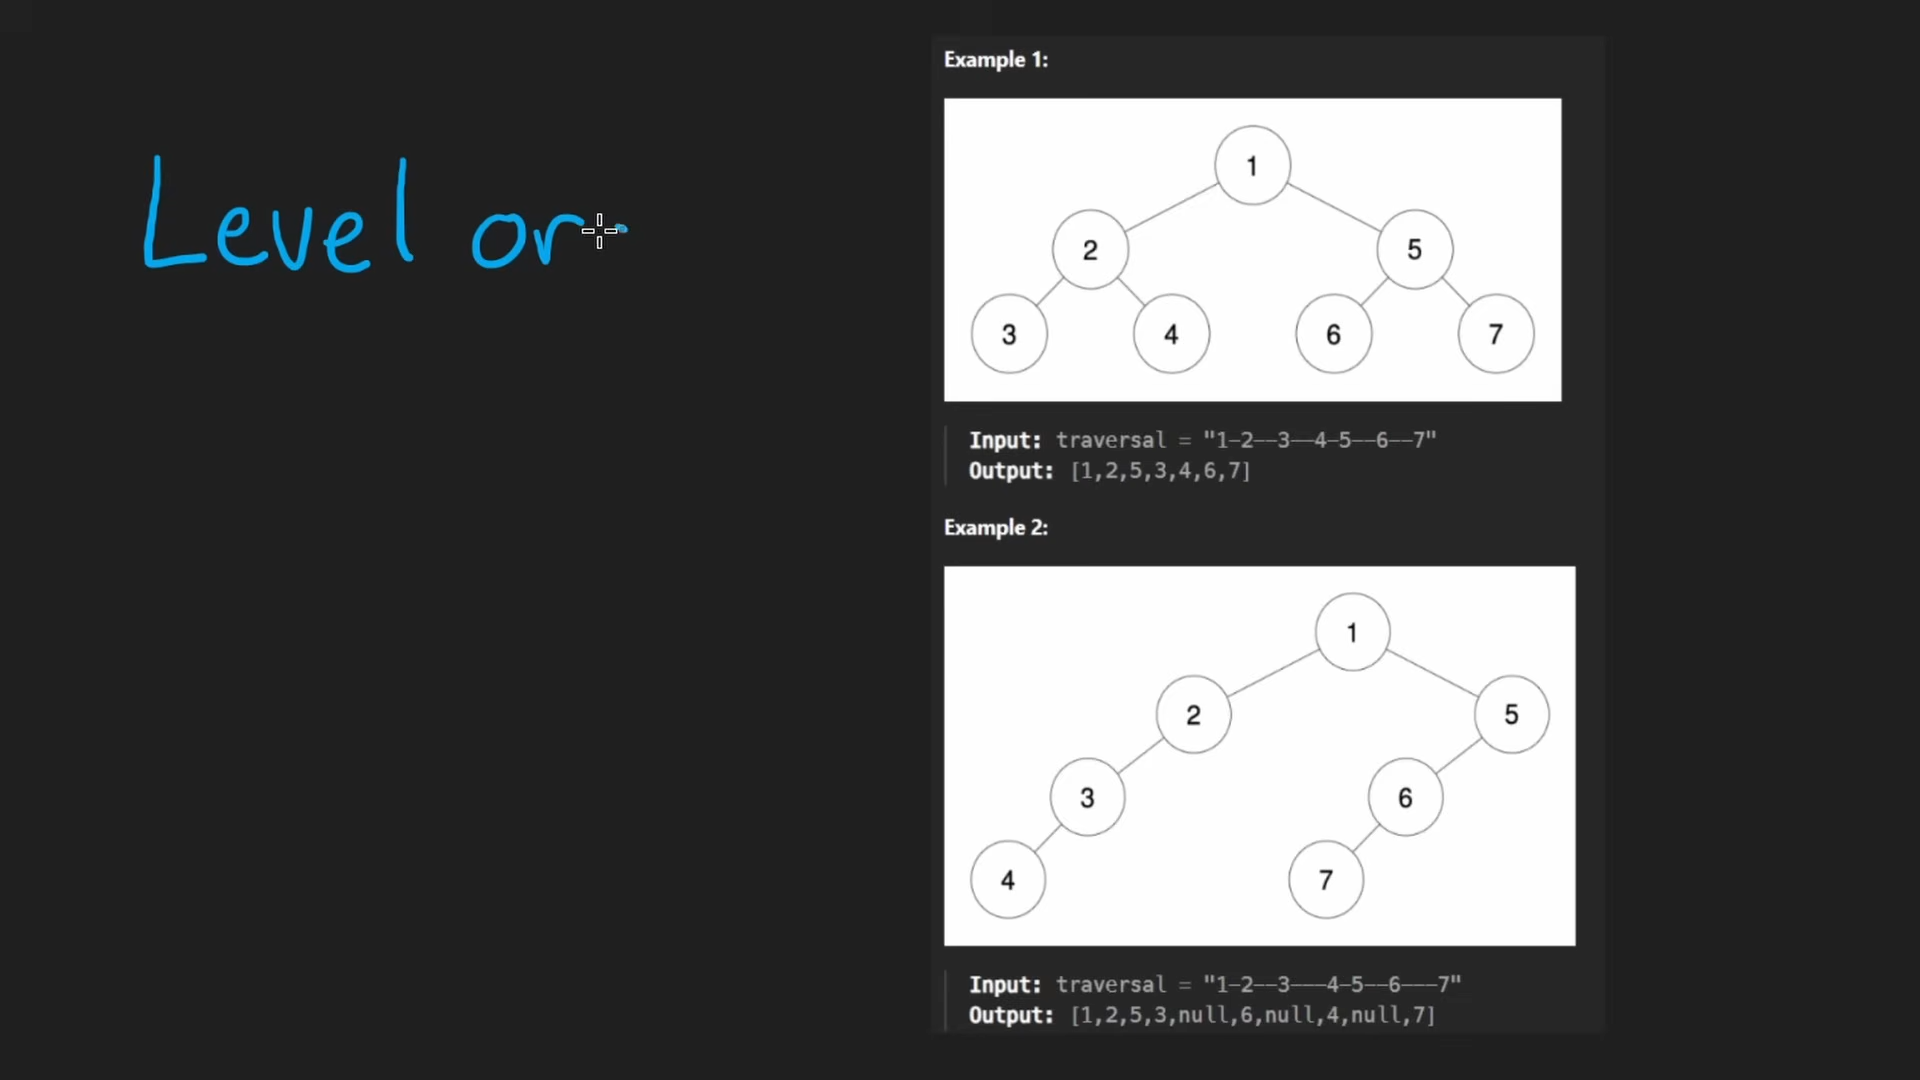 Level or
Example 1:
1
2 5
3 4 6 7
Input: traversal = "1-2--3--4-5--6--7"
Output: [1,2,5,3,4,6,7]
Example 2:
1
2 5
3 6
4 7
Input: traversal = "1-2--3---4-5--6---7"
Output: [1,2,5,3,null,6,null,4,null,7]